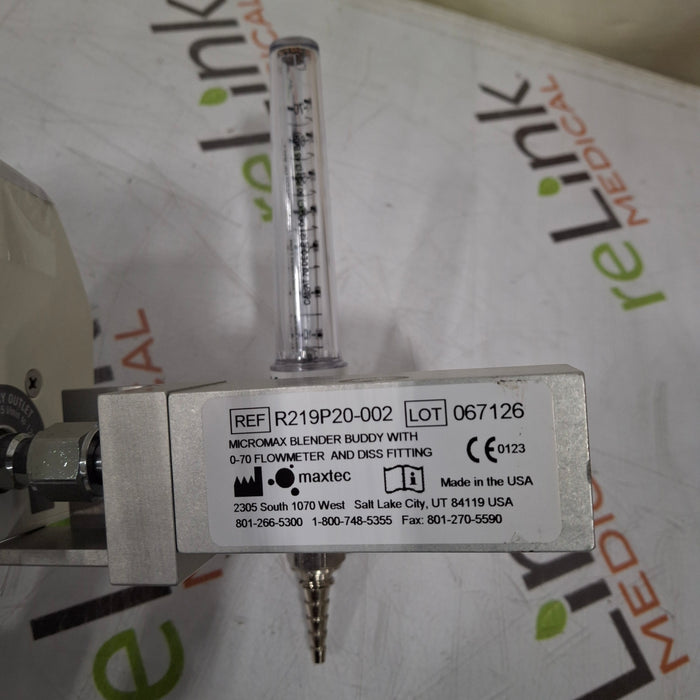 reLink
MEDICAL
reLink
MEDICAL
REF R219P20-002 LOT 067126
MICROMAX BLENDER BUDDY WITH
0-70 FLOWMETER AND DISS FITTING
CE 0123
maxtec
Made in the USA
2305 South 1070 West Salt Lake City, UT 84119 USA
801-266-5300 1-800-748-5355 Fax: 801-270-5590
OUTLET